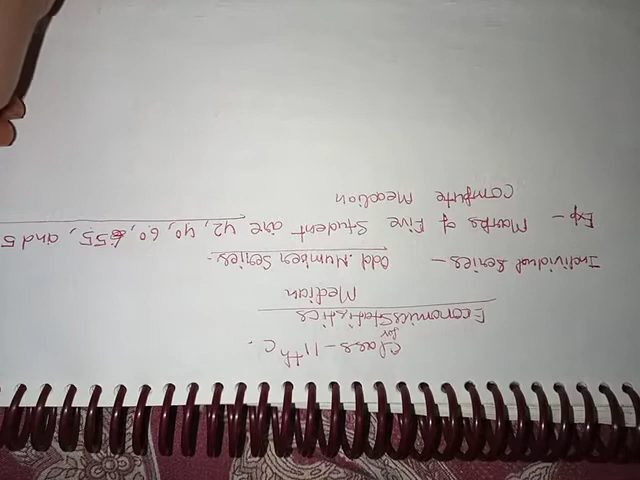 Class - 11th C.
Economics for Statistics
Median
Individual Series - Odd Number Series -
Exp - Marks of Five Student are 42, 40, 60, 55, and 5
Compute Meadian